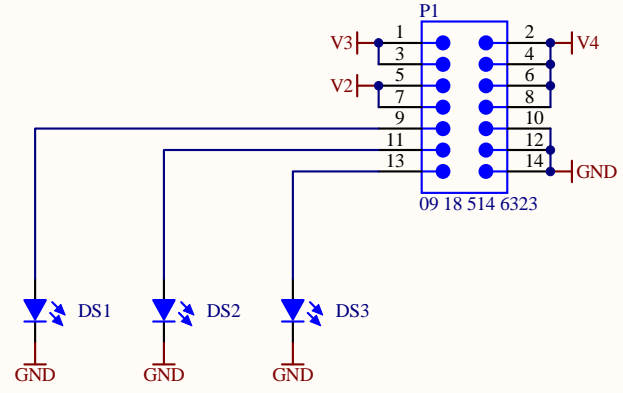 P1
V3 1 2 V4
3 4
V2 5 6
7 8
9 10
11 12
13 14 GND
09 18 514 6323
DS1 DS2 DS3
GND GND GND